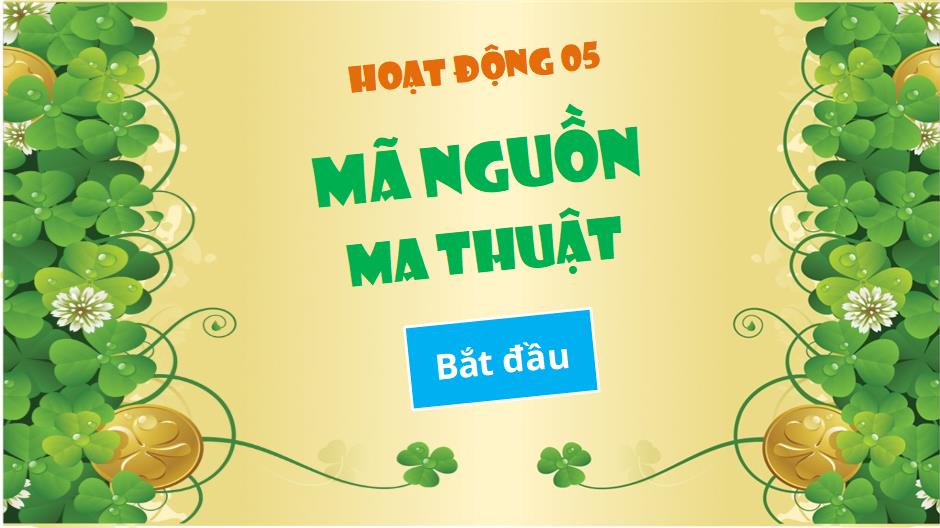 HOẠT ĐỘNG 05
MÃ NGUỒN
MA THUẬT
Bắt đầu